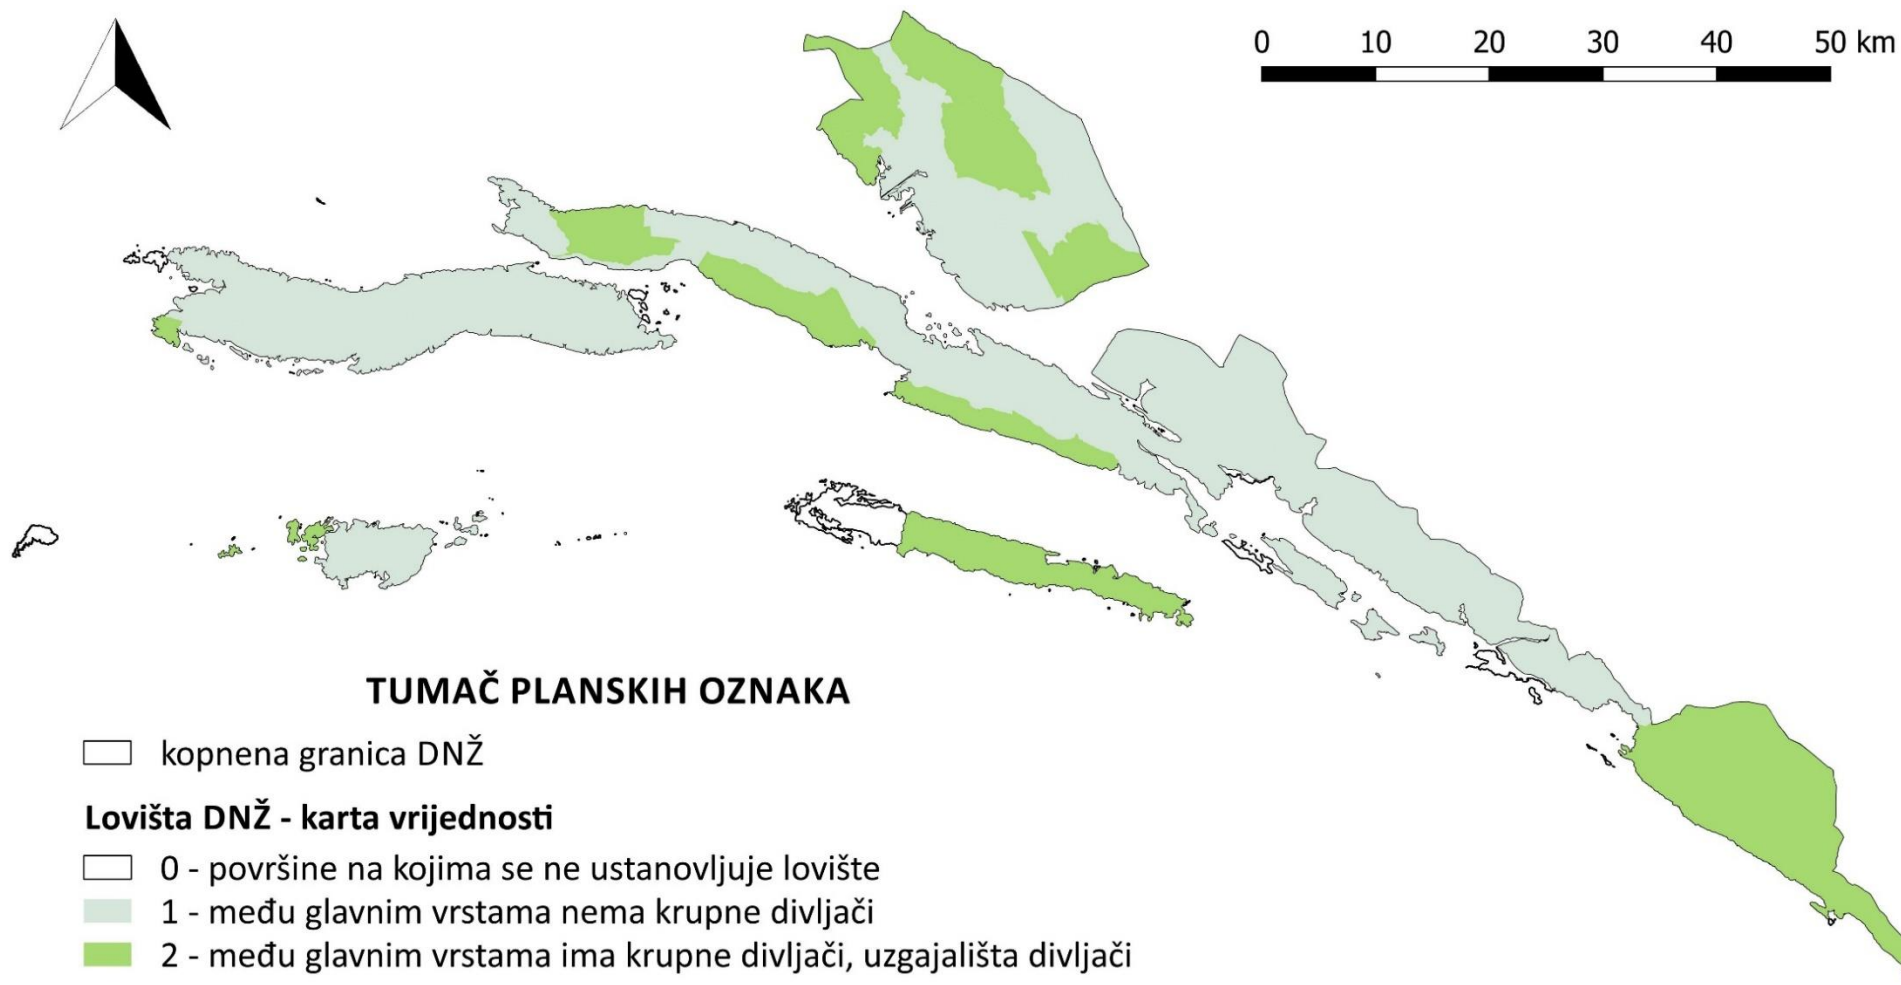 0 10 20 30 40 50 km
TUMAČ PLANSKIH OZNAKA
kopnena granica DNŽ
Lovišta DNŽ - karta vrijednosti
0 - površine na kojima se ne ustanovljuje lovište
1 - među glavnim vrstama nema krupne divljači
2 - među glavnim vrstama ima krupne divljači, uzgajališta divljači